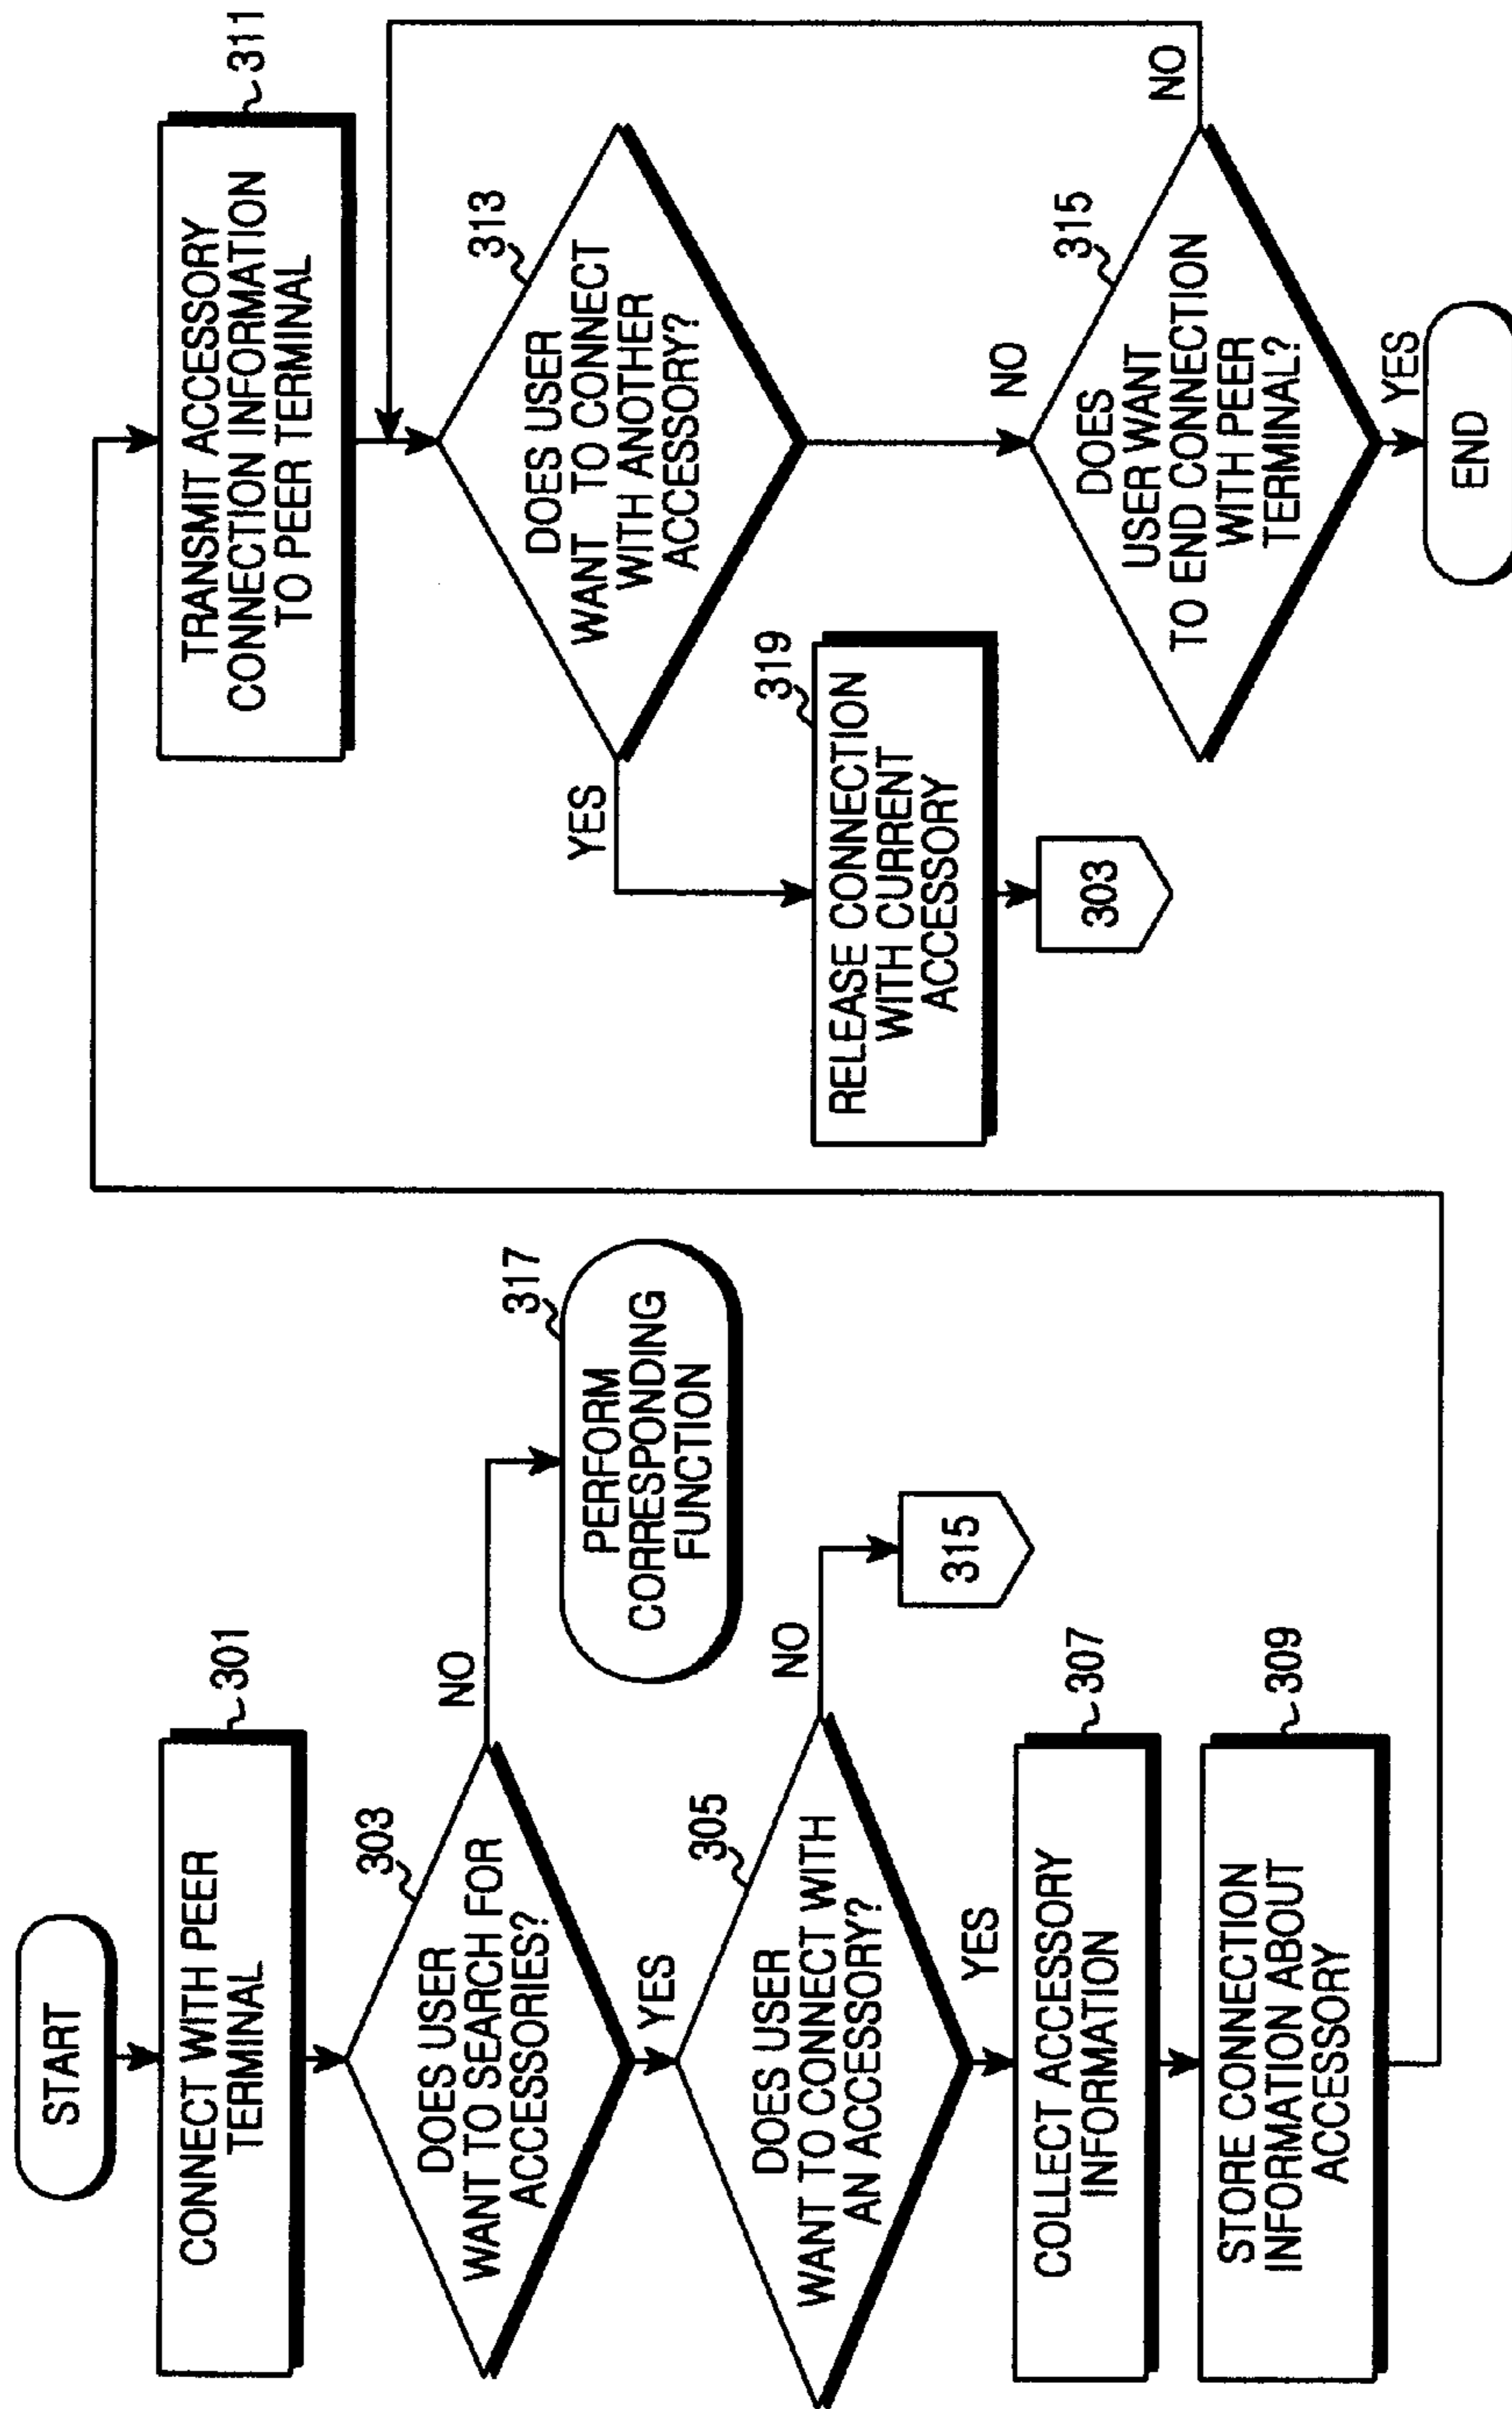 START
CONNECT WITH PEER
TERMINAL
301
DOES USER
WANT TO SEARCH FOR
ACCESSORIES?
303
NO
PERFORM
CORRESPONDING
FUNCTION
317
YES
DOES USER
WANT TO CONNECT WITH
AN ACCESSORY?
305
NO
315
YES
COLLECT ACCESSORY
INFORMATION
307
STORE CONNECTION
INFORMATION ABOUT
ACCESSORY
309
TRANSMIT ACCESSORY
CONNECTION INFORMATION
TO PEER TERMINAL
311
DOES USER
WANT TO CONNECT
WITH ANOTHER
ACCESSORY?
313
YES
RELEASE CONNECTION
WITH CURRENT
ACCESSORY
319
303
NO
DOES
USER WANT
TO END CONNECTION
WITH PEER
TERMINAL?
315
NO
YES
END